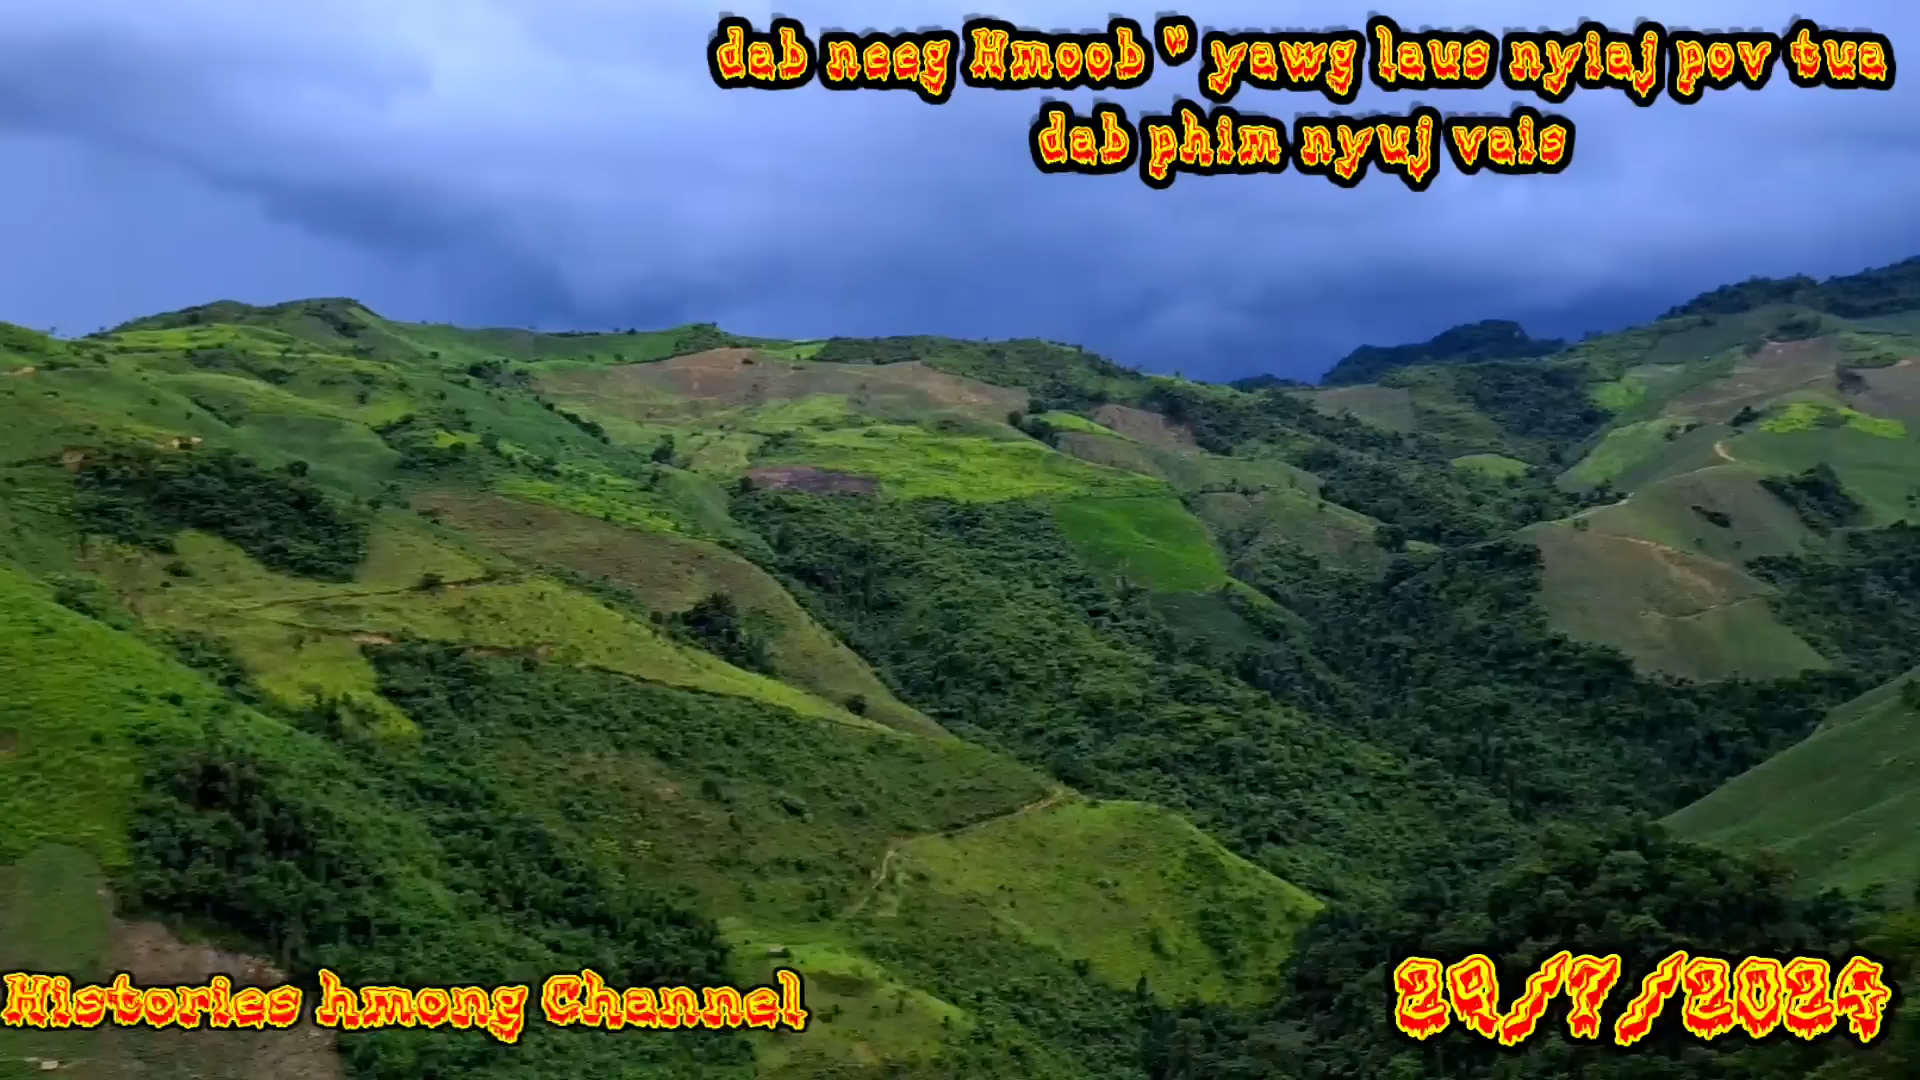 dab neeg Hmoob " yawg laus nyiaj pov tua
dab phim nyuj vais
Histories hmong Channel
29/7/2024